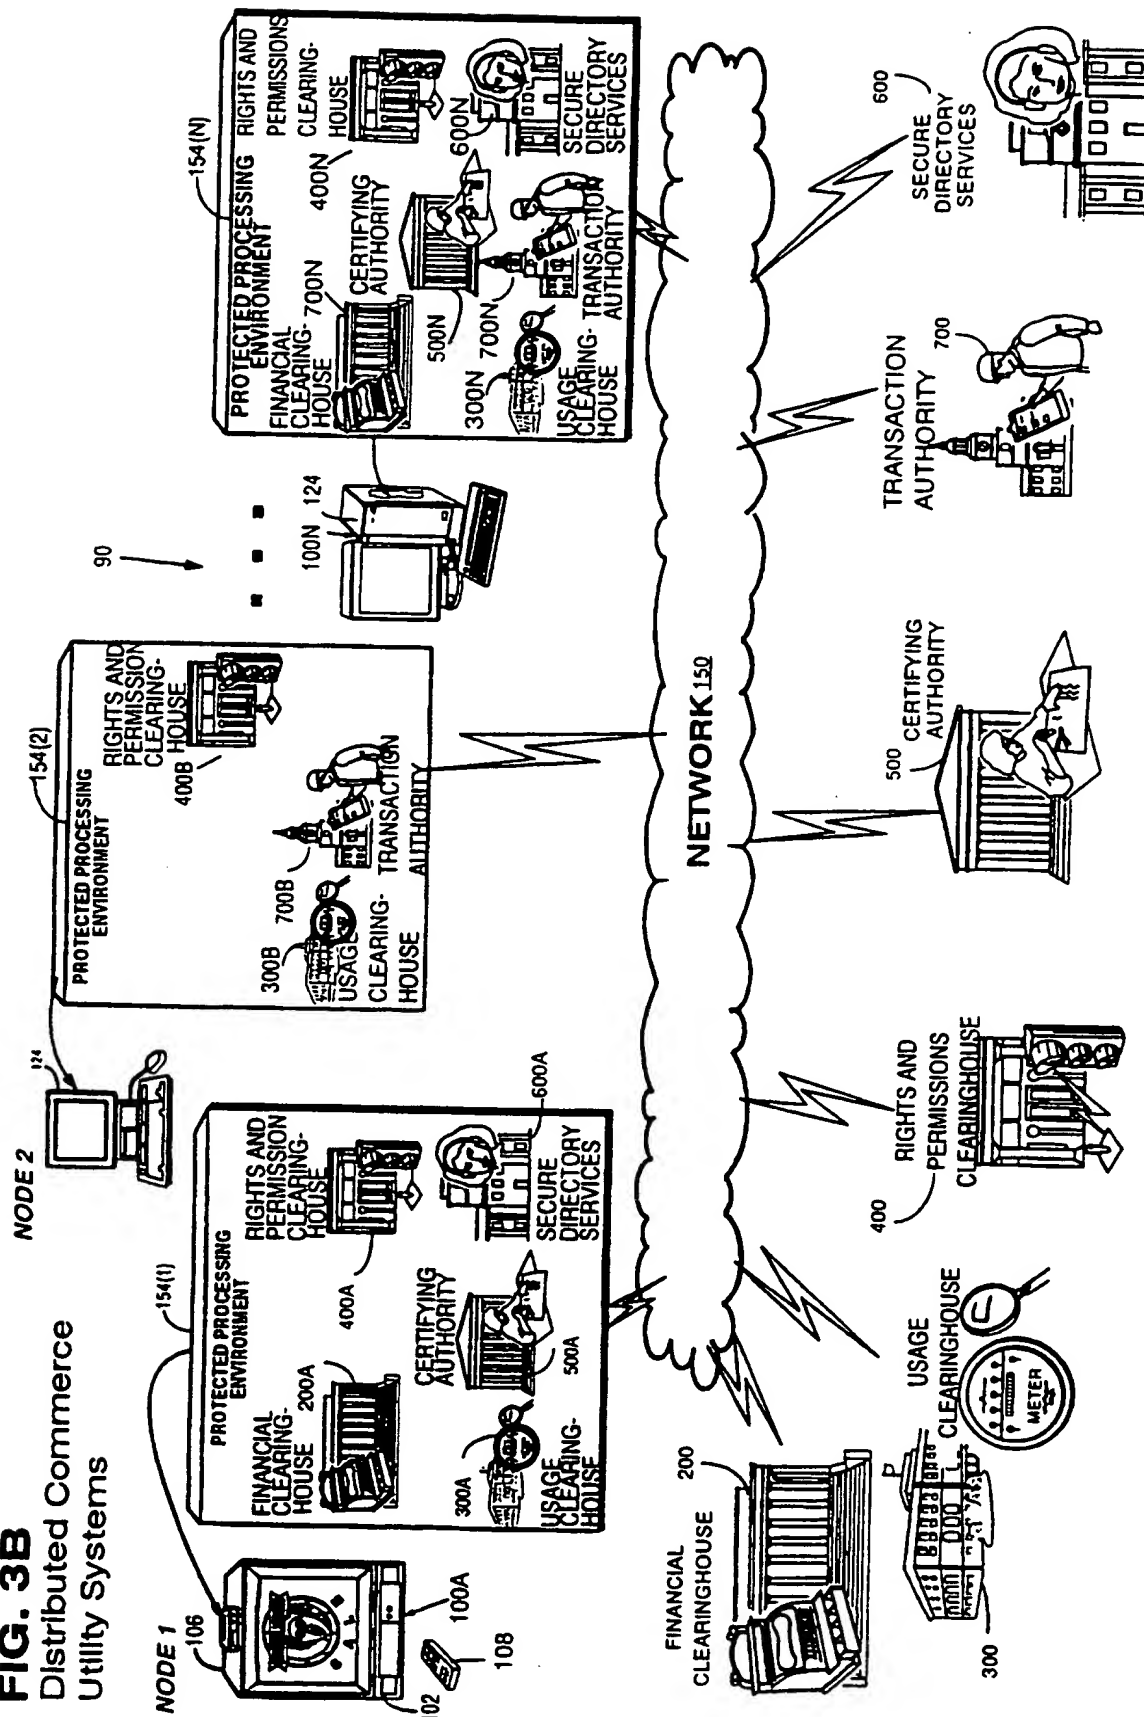 FIG. 3B
Distributed Commerce
Utility Systems
NODE 1
106
102
100A
108
154(1)
PROTECTED PROCESSING
ENVIRONMENT
FINANCIAL
CLEARING-
HOUSE
200A
RIGHTS AND
PERMISSION
CLEARING-
HOUSE
400A
CERTIFYING
AUTHORITY
500A
300A
USAGE
CLEARING-
HOUSE
SECURE
DIRECTORY
SERVICES
600A
NODE 2
124
154(2)
PROTECTED PROCESSING
ENVIRONMENT
RIGHTS AND
PERMISSION
CLEARING-
HOUSE
400B
300B
700B
USAGE
CLEARING-
HOUSE
TRANSACTION
AUTHORITY
90
100N
124
154(N)
PROTECTED PROCESSING
ENVIRONMENT
FINANCIAL
CLEARING-
HOUSE
700N
RIGHTS AND
PERMISSIONS
CLEARING-
HOUSE
400N
CERTIFYING
AUTHORITY
500N
300N
700N
600N
USAGE
CLEARING-
HOUSE
TRANSACTION
AUTHORITY
SECURE
DIRECTORY
SERVICES
NETWORK 150
FINANCIAL
CLEARINGHOUSE
200
USAGE
CLEARINGHOUSE
METER
300
RIGHTS AND
PERMISSIONS
CLEARINGHOUSE
400
500
CERTIFYING
AUTHORITY
TRANSACTION
AUTHORITY
700
SECURE
DIRECTORY
SERVICES
600